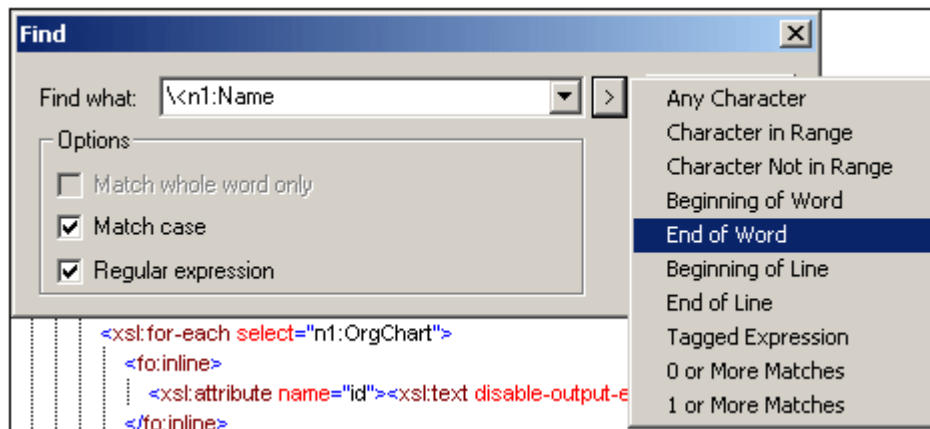 Find
Find what: \<n1:Name >
Options
Match whole word only
Match case
Regular expression
Any Character
Character in Range
Character Not in Range
Beginning of Word
End of Word
Beginning of Line
End of Line
Tagged Expression
0 or More Matches
1 or More Matches
<xsl:for-each select="n1:OrgChart">
<fo:inline>
<xsl:attribute name="id"><xsl:text disable-output-e
</fo:inline>